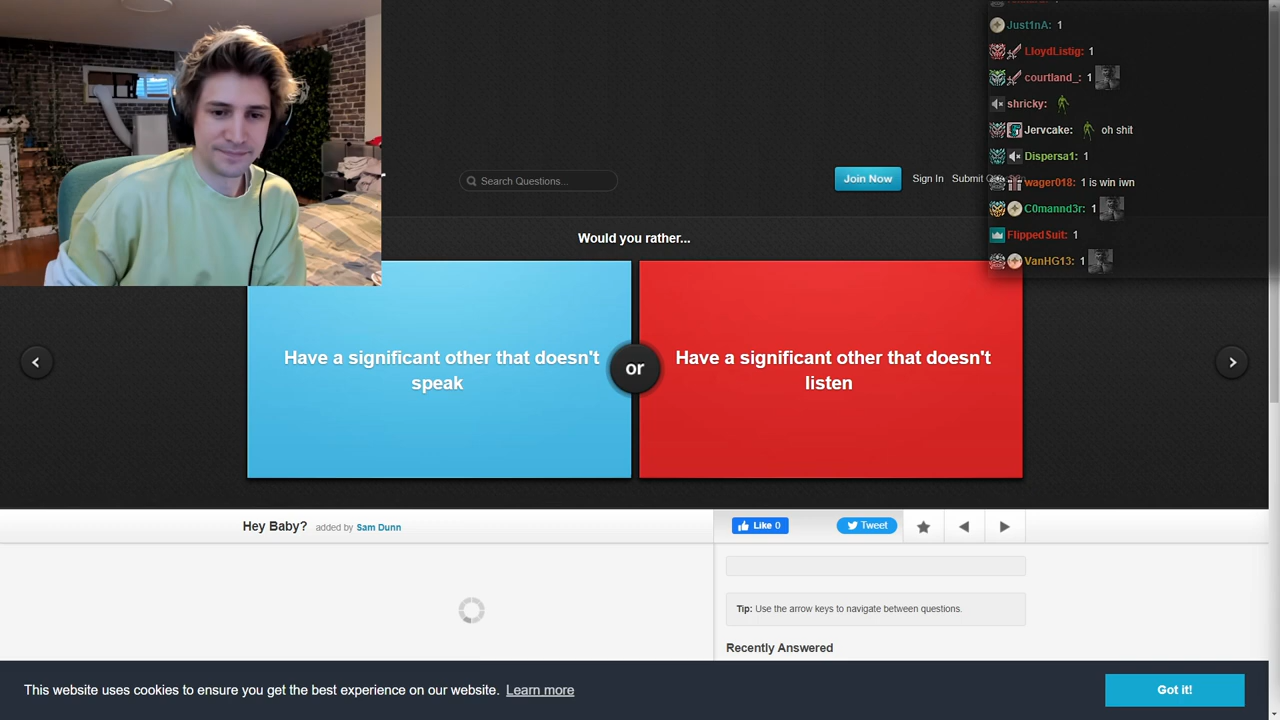 Just1nA: 1
LloydListig: 1
courtland_: 1
shricky:
Jervcake: oh shit
Dispersa1: 1
wager018: 1 is win iwn
C0mannd3r: 1
FlippedSuit: 1
VanHG13: 1
Search Questions...
Join Now
Sign In
Submit
Would you rather...
Have a significant other that doesn't
speak
or
Have a significant other that doesn't
listen
Hey Baby? added by Sam Dunn
Like 0
Tweet
Tip: Use the arrow keys to navigate between questions.
Recently Answered
This website uses cookies to ensure you get the best experience on our website. Learn more
Got it!